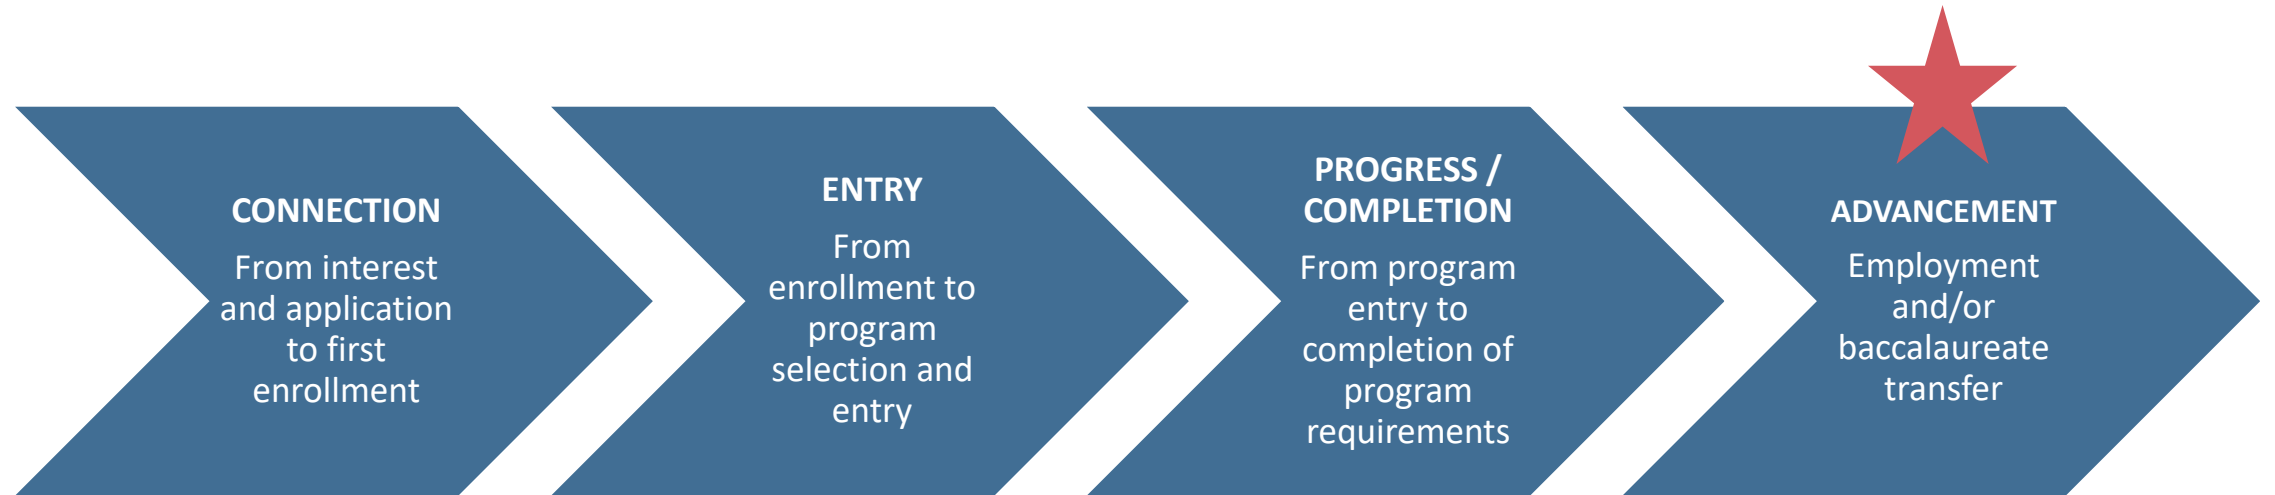 CONNECTION
From interest
and application
to first
enrollment
ENTRY
From
enrollment to
program
selection and
entry
PROGRESS /
COMPLETION
From program
entry to
completion of
program
requirements
ADVANCEMENT
Employment
and/or
baccalaureate
transfer